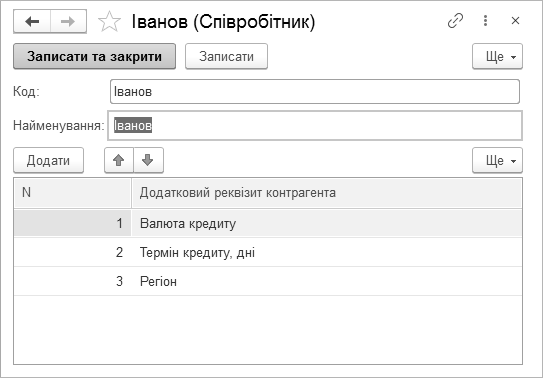 Іванов (Співробітник)
Записати та закрити Записати Ще
Код: Іванов
Найменування: Іванов
Додати Ще
N Додатковий реквізит контрагента
1 Валюта кредиту
2 Термін кредиту, дні
3 Регіон